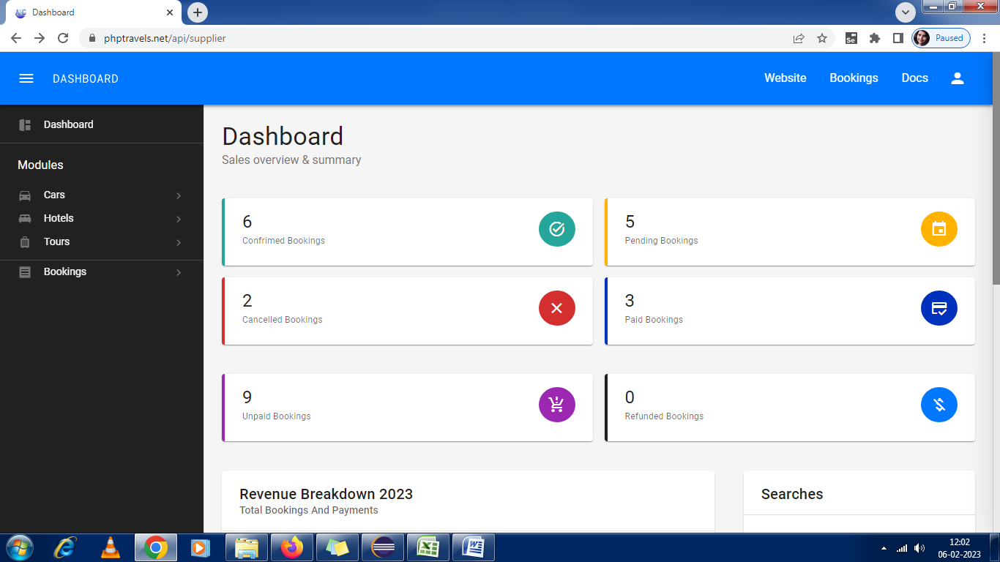 Dashboard
phptravels.net/api/supplier
Se
Paused
DASHBOARD
Website
Bookings
Docs
Dashboard
Modules
Cars
Hotels
Tours
Bookings
Dashboard
Sales overview & summary
6
Confrimed Bookings
5
Pending Bookings
2
Cancelled Bookings
3
Paid Bookings
9
Unpaid Bookings
0
Refunded Bookings
Revenue Breakdown 2023
Total Bookings And Payments
Searches
12:02
06-02-2023